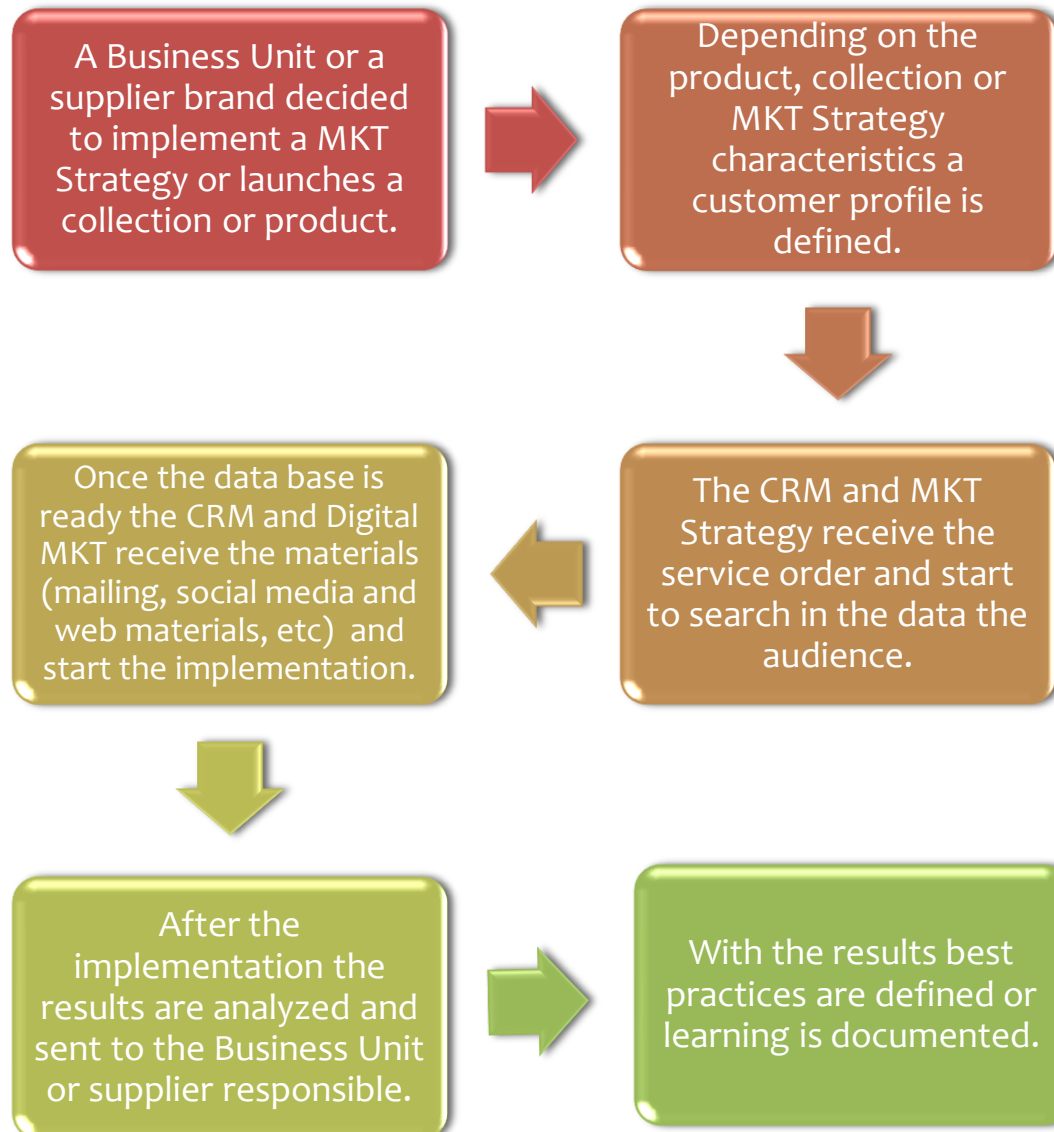 A Business Unit or a
supplier brand decided
to implement a MKT
Strategy or launches a
collection or product.
Depending on the
product, collection or
MKT Strategy
characteristics a
customer profile is
defined.
The CRM and MKT
Strategy receive the
service order and start
to search in the data the
audience.
Once the data base is
ready the CRM and Digital
MKT receive the materials
(mailing, social media and
web materials, etc) and
start the implementation.
After the
implementation the
results are analyzed and
sent to the Business Unit
or supplier responsible.
With the results best
practices are defined or
learning is documented.